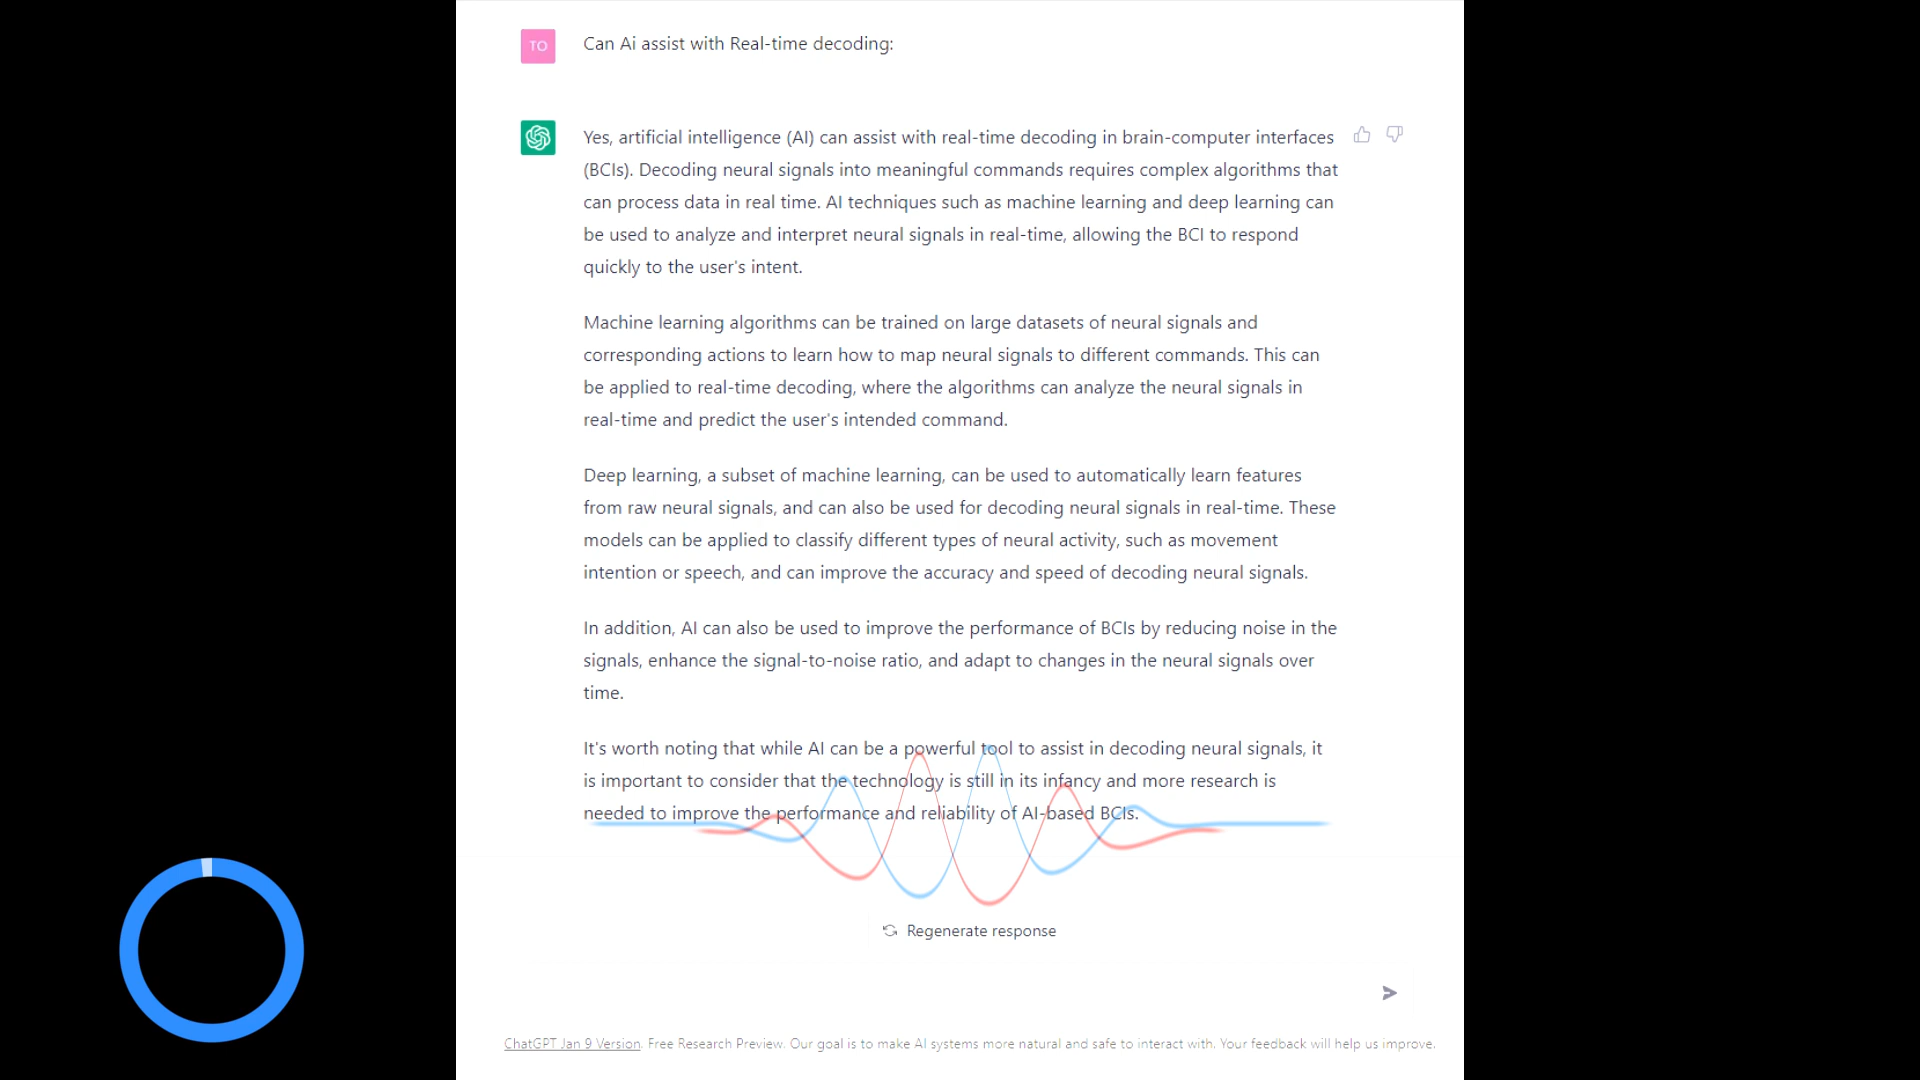 TO
Can Ai assist with Real-time decoding:
Yes, artificial intelligence (AI) can assist with real-time decoding in brain-computer interfaces
(BCIs). Decoding neural signals into meaningful commands requires complex algorithms that
can process data in real time. AI techniques such as machine learning and deep learning can
be used to analyze and interpret neural signals in real-time, allowing the BCI to respond
quickly to the user's intent.
Machine learning algorithms can be trained on large datasets of neural signals and
corresponding actions to learn how to map neural signals to different commands. This can
be applied to real-time decoding, where the algorithms can analyze the neural signals in
real-time and predict the user's intended command.
Deep learning, a subset of machine learning, can be used to automatically learn features
from raw neural signals, and can also be used for decoding neural signals in real-time. These
models can be applied to classify different types of neural activity, such as movement
intention or speech, and can improve the accuracy and speed of decoding neural signals.
In addition, AI can also be used to improve the performance of BCIs by reducing noise in the
signals, enhance the signal-to-noise ratio, and adapt to changes in the neural signals over
time.
It's worth noting that while AI can be a powerful tool to assist in decoding neural signals, it
is important to consider that the technology is still in its infancy and more research is
needed to improve the performance and reliability of AI-based BCIs.
Regenerate response
ChatGPT Jan 9 Version. Free Research Preview. Our goal is to make AI systems more natural and safe to interact with. Your feedback will help us improve.